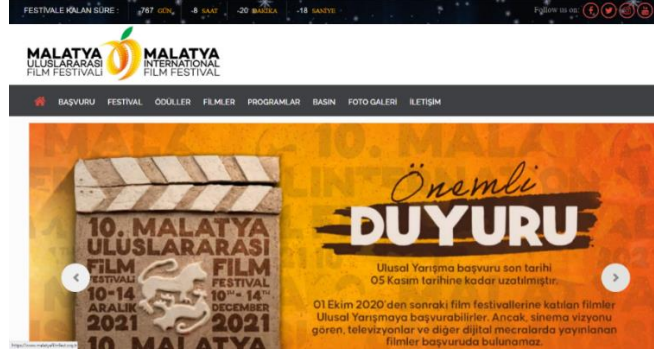 FESTİVALE KALAN SÜRE : -767 GÜN, -8 SAAT -20 DAKİKA -18 SANİYE
Follow us on:
MALATYA
ULUSLARARASI
FİLM FESTİVALİ
MALATYA
INTERNATIONAL
FILM FESTIVAL
BAŞVURU FESTİVAL ÖDÜLLER FİLMLER PROGRAMLAR BASIN FOTO GALERİ İLETİŞİM
10. MALATYA
ULUSLARARASI
FİLM FESTİVALİ
FILM FESTIVAL
10-14 ARALIK 2021
10TH- 14TH DECEMBER 2021
10. MALATYA
Önemli
DUYURU
Ulusal Yarışma başvuru son tarihi
05 Kasım tarihine kadar uzatılmıştır.
01 Ekim 2020'den sonraki film festivallerine katılan filmler
Ulusal Yarışmaya başvurabilirler. Ancak, sinema vizyonu
gören, televizyonlar ve diğer dijital mecralarda yayınlanan
filmler başvuruda bulunamaz.